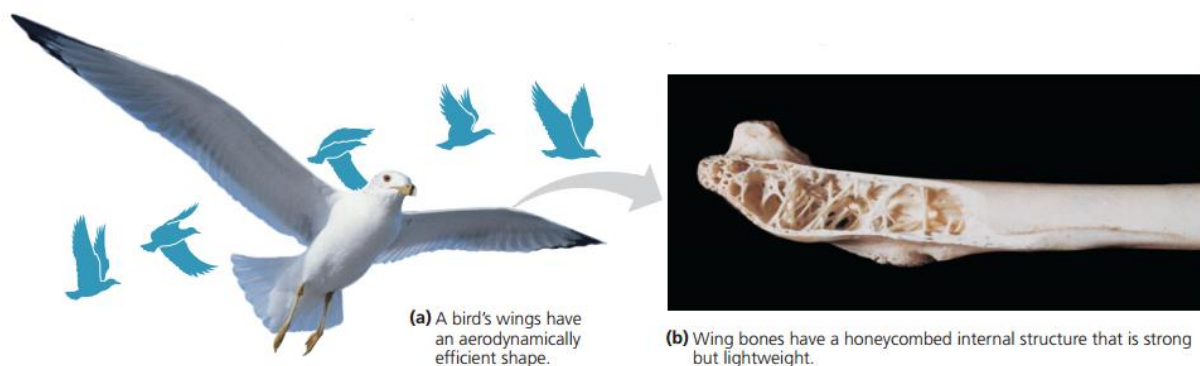 (a) A bird's wings have
an aerodynamically
efficient shape.
(b) Wing bones have a honeycombed internal structure that is strong
but lightweight.